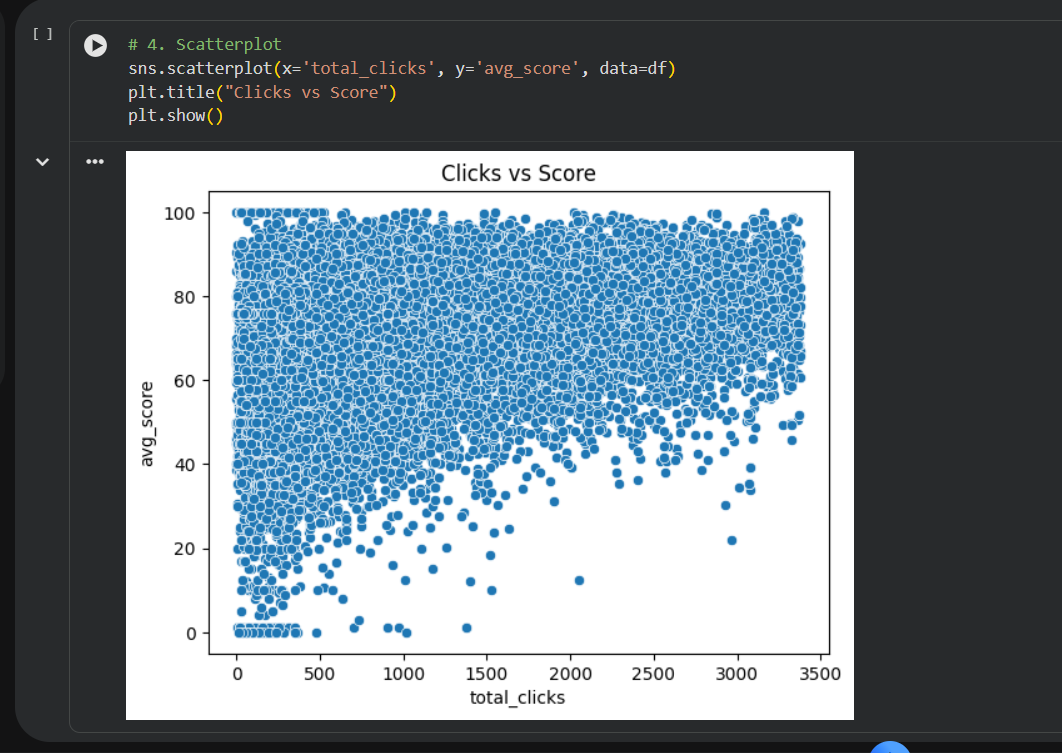 [ ]
# 4. Scatterplot
sns.scatterplot(x='total_clicks', y='avg_score', data=df)
plt.title("Clicks vs Score")
plt.show()
Clicks vs Score
100
80
60
40
20
0
avg_score
0 500 1000 1500 2000 2500 3000 3500
total_clicks